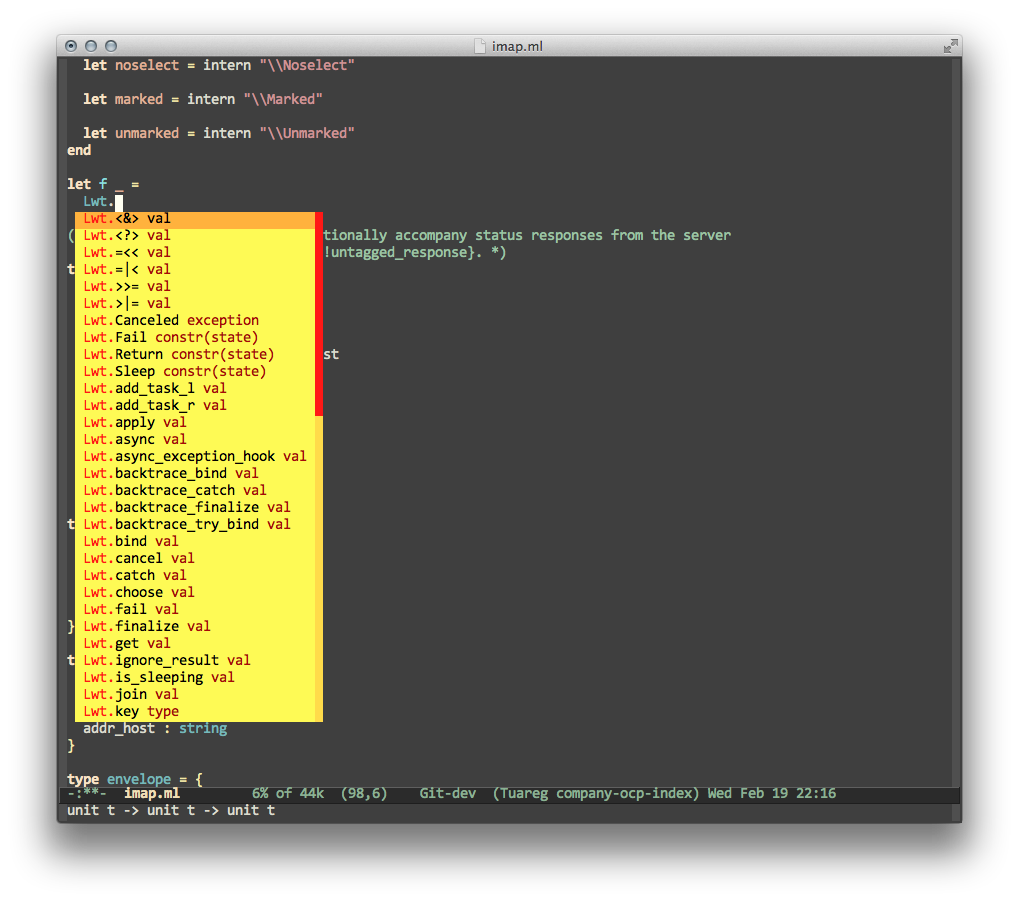 imap.ml
let noselect = intern "\\Noselect"
let marked = intern "\\Marked"
let unmarked = intern "\\Unmarked"
end
let f _ =
Lwt.
Lwt.<&> val
( Lwt.<?> val tionally accompany status responses from the server
Lwt.=<< val !untagged_response}. *)
t Lwt.=|< val
Lwt.>>= val
Lwt.>|= val
Lwt.Canceled exception
Lwt.Fail constr(state)
Lwt.Return constr(state) st
Lwt.Sleep constr(state)
Lwt.add_task_l val
Lwt.add_task_r val
Lwt.apply val
Lwt.async val
Lwt.async_exception_hook val
Lwt.backtrace_bind val
Lwt.backtrace_catch val
Lwt.backtrace_finalize val
t Lwt.backtrace_try_bind val
Lwt.bind val
Lwt.cancel val
Lwt.catch val
Lwt.choose val
Lwt.fail val
} Lwt.finalize val
Lwt.get val
t Lwt.ignore_result val
Lwt.is_sleeping val
Lwt.join val
Lwt.key type
addr_host : string
}
type envelope = {
-:**- imap.ml 6% of 44k (98,6) Git-dev (Tuareg company-ocp-index) Wed Feb 19 22:16
unit t -> unit t -> unit t